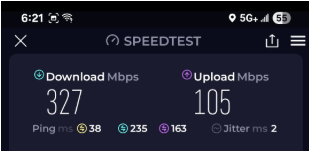 6:21 5G+ 55
SPEEDTEST
Download Mbps Upload Mbps
327 105
Ping ms 38 235 163 Jitter ms 2